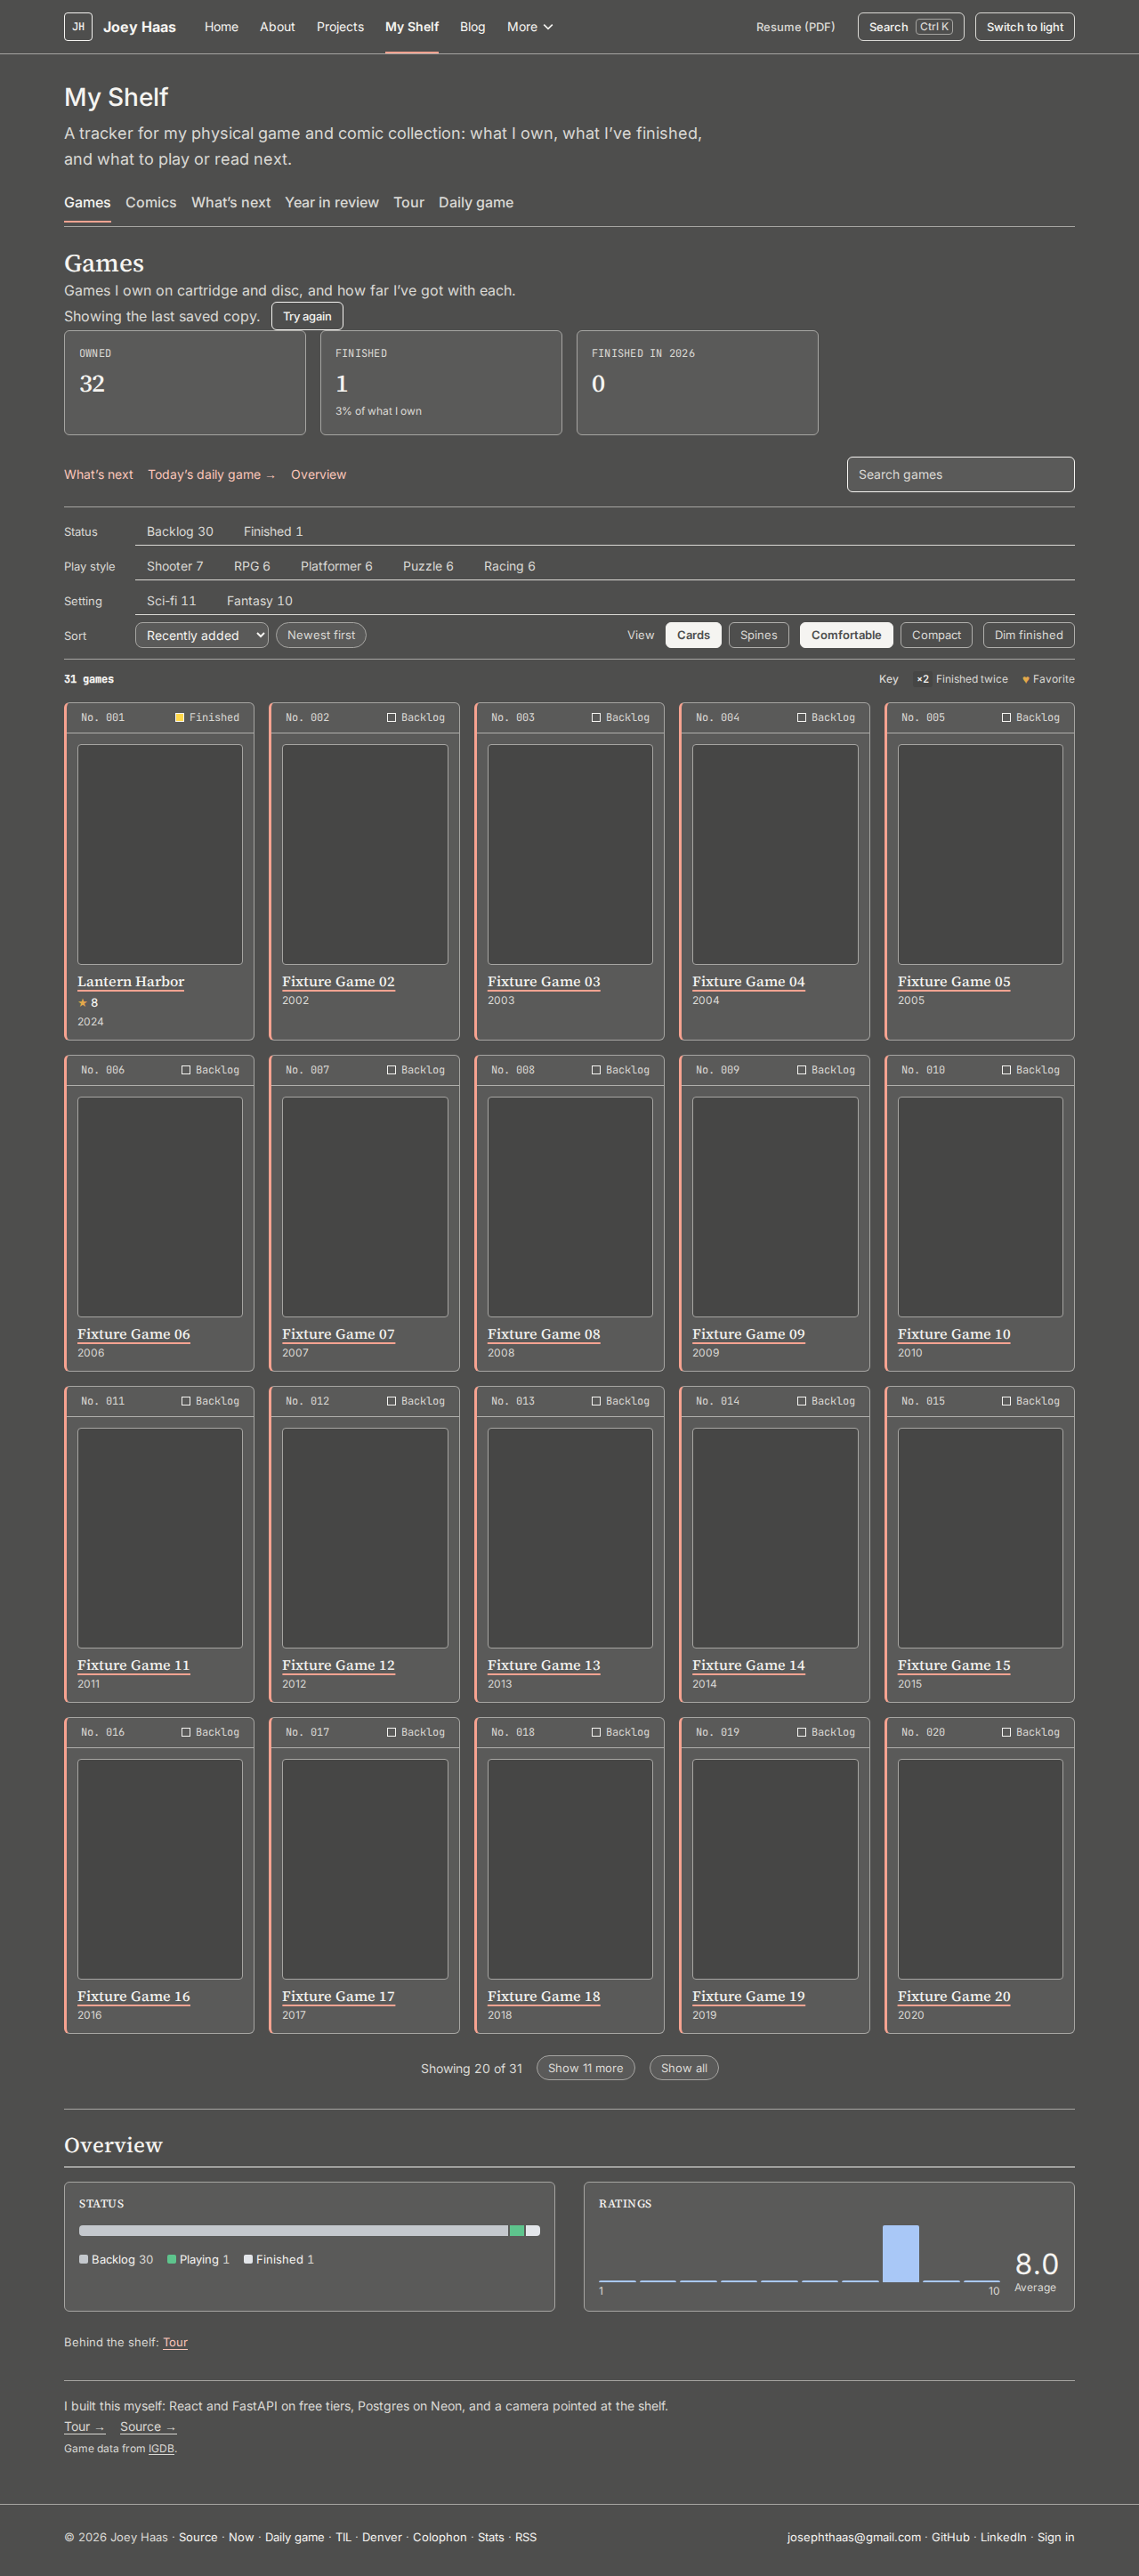 JH Joey Haas Home About Projects My Shelf Blog More Resume (PDF) Search Ctrl K Switch to light
My Shelf
A tracker for my physical game and comic collection: what I own, what I’ve finished,
and what to play or read next.
Games Comics What’s next Year in review Tour Daily game
Games
Games I own on cartridge and disc, and how far I’ve got with each.
Showing the last saved copy. Try again
OWNED FINISHED FINISHED IN 2026
32 1 0
3% of what I own
What’s next Today’s daily game → Overview Search games
Status Backlog 30 Finished 1
Play style Shooter 7 RPG 6 Platformer 6 Puzzle 6 Racing 6
Setting Sci-fi 11 Fantasy 10
Sort Recently added Newest first View Cards Spines Comfortable Compact Dim finished
31 games Key ×2 Finished twice ♥ Favorite
No. 001 Finished No. 002 Backlog No. 003 Backlog No. 004 Backlog No. 005 Backlog
Lantern Harbor Fixture Game 02 Fixture Game 03 Fixture Game 04 Fixture Game 05
★ 8 2002 2003 2004 2005
2024
No. 006 Backlog No. 007 Backlog No. 008 Backlog No. 009 Backlog No. 010 Backlog
Fixture Game 06 Fixture Game 07 Fixture Game 08 Fixture Game 09 Fixture Game 10
2006 2007 2008 2009 2010
No. 011 Backlog No. 012 Backlog No. 013 Backlog No. 014 Backlog No. 015 Backlog
Fixture Game 11 Fixture Game 12 Fixture Game 13 Fixture Game 14 Fixture Game 15
2011 2012 2013 2014 2015
No. 016 Backlog No. 017 Backlog No. 018 Backlog No. 019 Backlog No. 020 Backlog
Fixture Game 16 Fixture Game 17 Fixture Game 18 Fixture Game 19 Fixture Game 20
2016 2017 2018 2019 2020
Showing 20 of 31 Show 11 more Show all
Overview
STATUS RATINGS
Backlog 30 Playing 1 Finished 1
8.0
1 10 Average
Behind the shelf: Tour
I built this myself: React and FastAPI on free tiers, Postgres on Neon, and a camera pointed at the shelf.
Tour → Source →
Game data from IGDB.
© 2026 Joey Haas · Source · Now · Daily game · TIL · Denver · Colophon · Stats · RSS josephthaas@gmail.com · GitHub · LinkedIn · Sign in